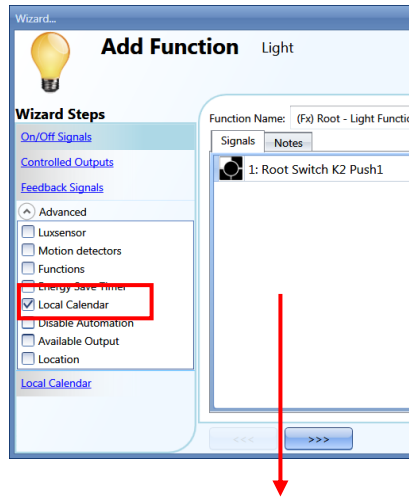 Wizard...
Add Function Light
Wizard Steps
On/Off Signals
Controlled Outputs
Feedback Signals
Advanced
Luxsensor
Motion detectors
Functions
Energy Save Timer
Local Calendar
Disable Automation
Available Output
Location
Local Calendar
Function Name: (Fx) Root - Light Functio
Signals Notes
1: Root Switch K2 Push1
<<< >>>